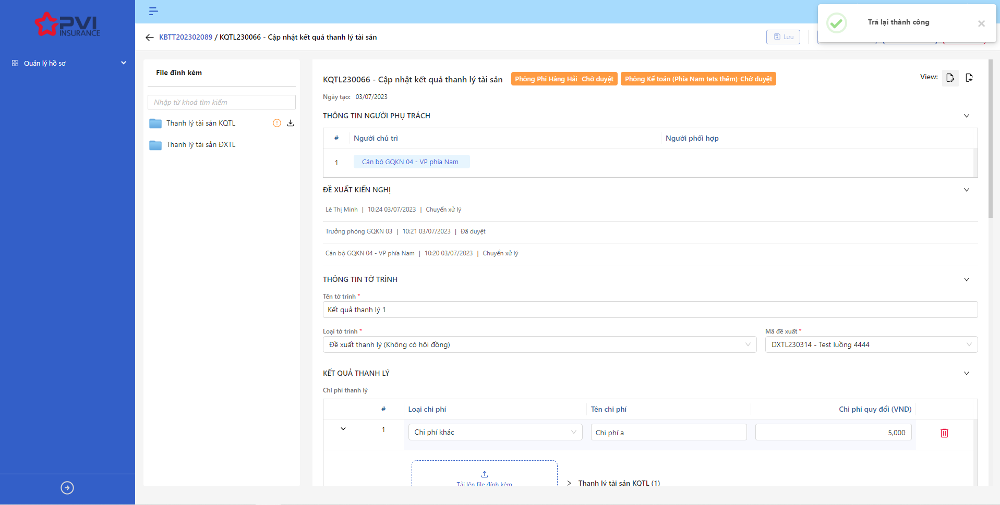 PVI
INSURANCE
Quản lý hồ sơ
Trả lại thành công
KBTT202302089 / KQTL230066 - Cập nhật kết quả thanh lý tài sản
Lưu
File đính kèm
Nhập từ khoá tìm kiếm
Thanh lý tài sản KQTL
Thanh lý tài sản ĐXTL
KQTL230066 - Cập nhật kết quả thanh lý tài sản
Phòng Phi Hàng Hải -Chờ duyệt
Phòng Kế toán (Phía Nam tets thêm)-Chờ duyệt
View:
Ngày tạo: 03/07/2023
THÔNG TIN NGƯỜI PHỤ TRÁCH
# Người chủ trì Người phối hợp
1 Cán bộ GQKN 04 - VP phía Nam
ĐỀ XUẤT KIẾN NGHỊ
Lê Thị Minh | 10:24 03/07/2023 | Chuyển xử lý
Trưởng phòng GQKN 03 | 10:21 03/07/2023 | Đã duyệt
Cán bộ GQKN 04 - VP phía Nam | 10:20 03/07/2023 | Chuyển xử lý
THÔNG TIN TỜ TRÌNH
Tên tờ trình *
Kết quả thanh lý 1
Loại tờ trình * Mã đề xuất *
Đề xuất thanh lý (Không có hội đồng) DXTL230314 - Test luồng 4444
KẾT QUẢ THANH LÝ
Chi phí thanh lý
# Loại chi phí Tên chi phí Chi phí quy đổi (VND)
1 Chi phí khác Chi phí a 5,000
Tải lên file đính kèm
Thanh lý tài sản KQTL (1)